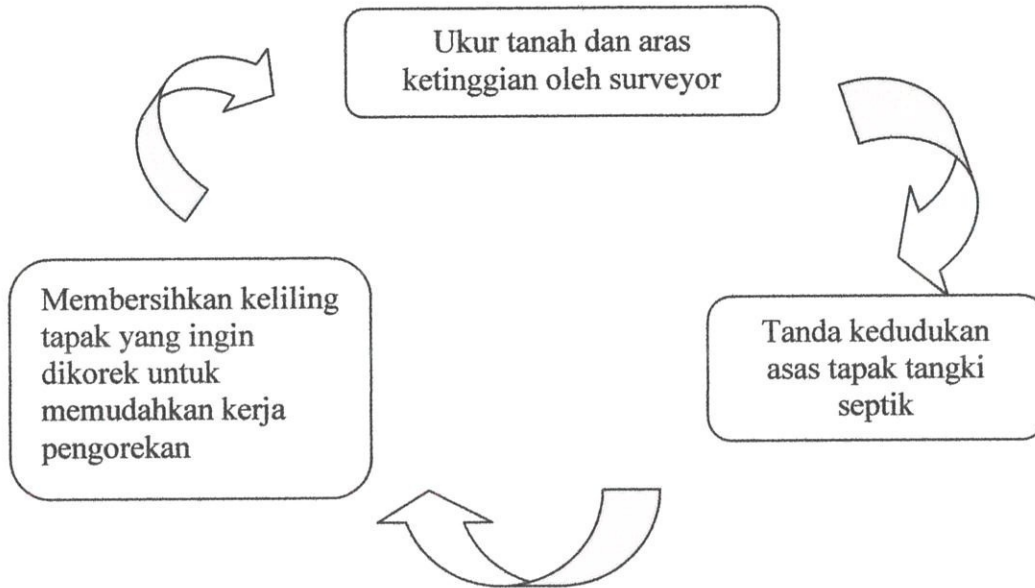 Ukur tanah dan aras
ketinggian oleh surveyor
Tanda kedudukan
asas tapak tangki
septik
Membersihkan keliling
tapak yang ingin
dikorek untuk
memudahkan kerja
pengorekan